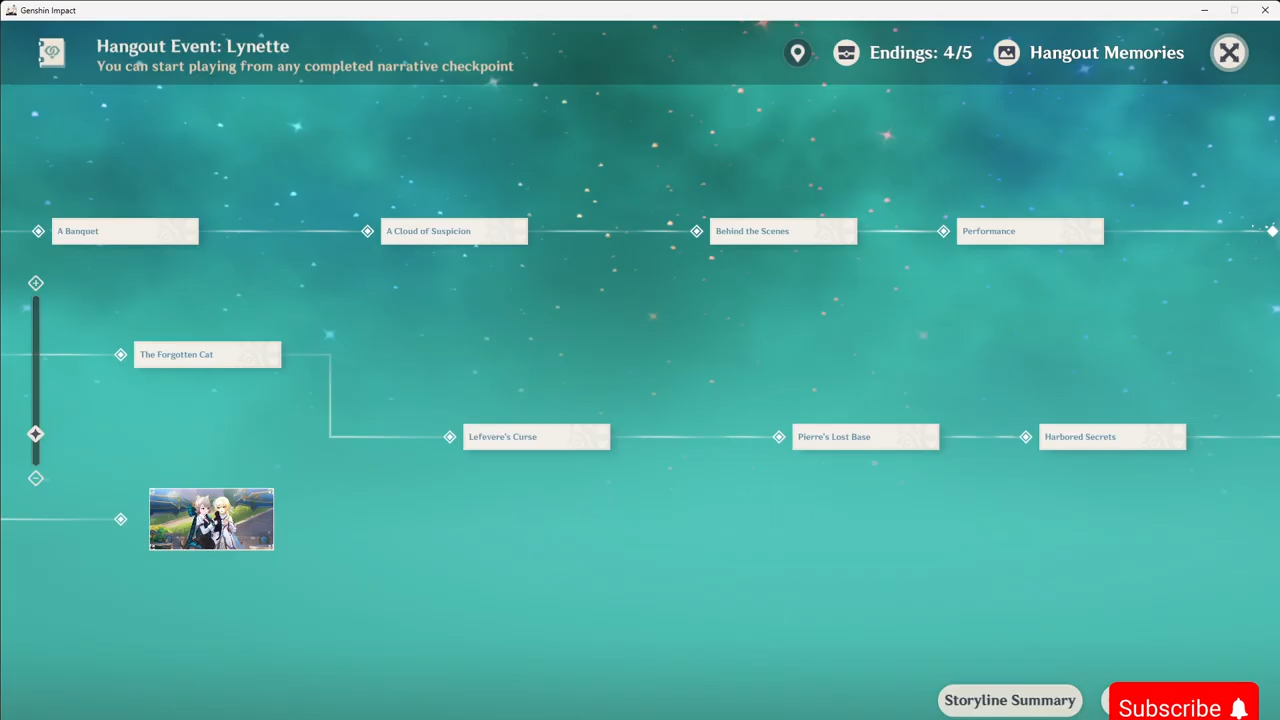 Genshin Impact
Hangout Event: Lynette
You can start playing from any completed narrative checkpoint
Endings: 4/5
Hangout Memories
A Banquet
A Cloud of Suspicion
Behind the Scenes
Performance
The Forgotten Cat
Lefevere's Curse
Pierre's Lost Base
Harbored Secrets
Storyline Summary
Subscribe